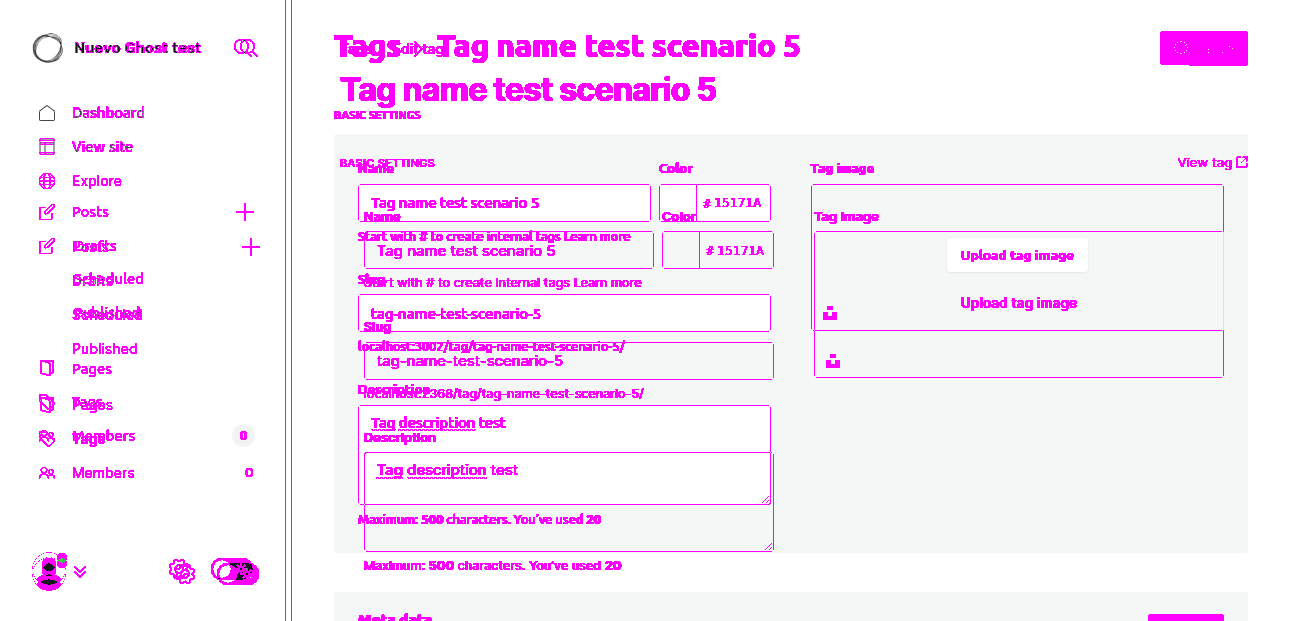 Nuevo Ghost test
Dashboard
View site
Explore
Posts
Posts
Drafts
Drafts
Scheduled
Scheduled
Published
Published
Pages
Tags
Pages
Members 0
Tags
Members 0
Tags > Tag name test scenario 5
Tags Edit tag
Tag name test scenario 5
BASIC SETTINGS
BASIC SETTINGS
View tag
Name Color Tag image
Tag name test scenario 5 # 15171A
Name Color Tag image
Start with # to create internal tags Learn more
Tag name test scenario 5 # 15171A
Upload tag image
Start with # to create internal tags Learn more
Slug
Upload tag image
tag-name-test-scenario-5
Slug
localhost:3002/tag/tag-name-test-scenario-5/
tag-name-test-scenario-5
Description
localhost:2368/tag/tag-name-test-scenario-5/
Tag description test
Description
Tag description test
Maximum: 500 characters. You've used 20
Maximum: 500 characters. You've used 20
Meta data